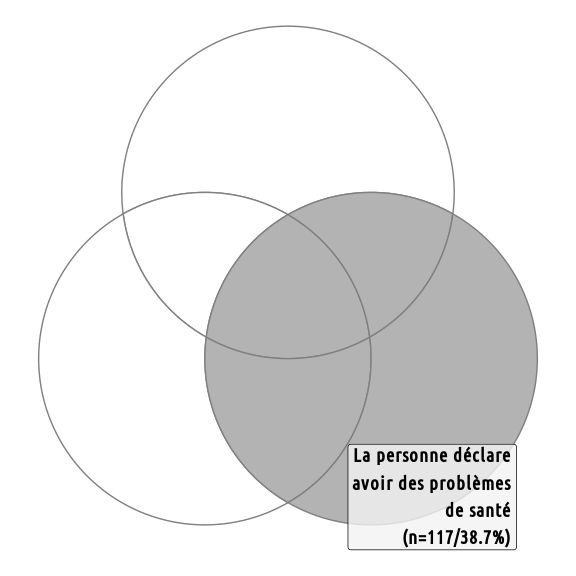 La personne déclare
avoir des problèmes
de santé
(n=117/38.7%)